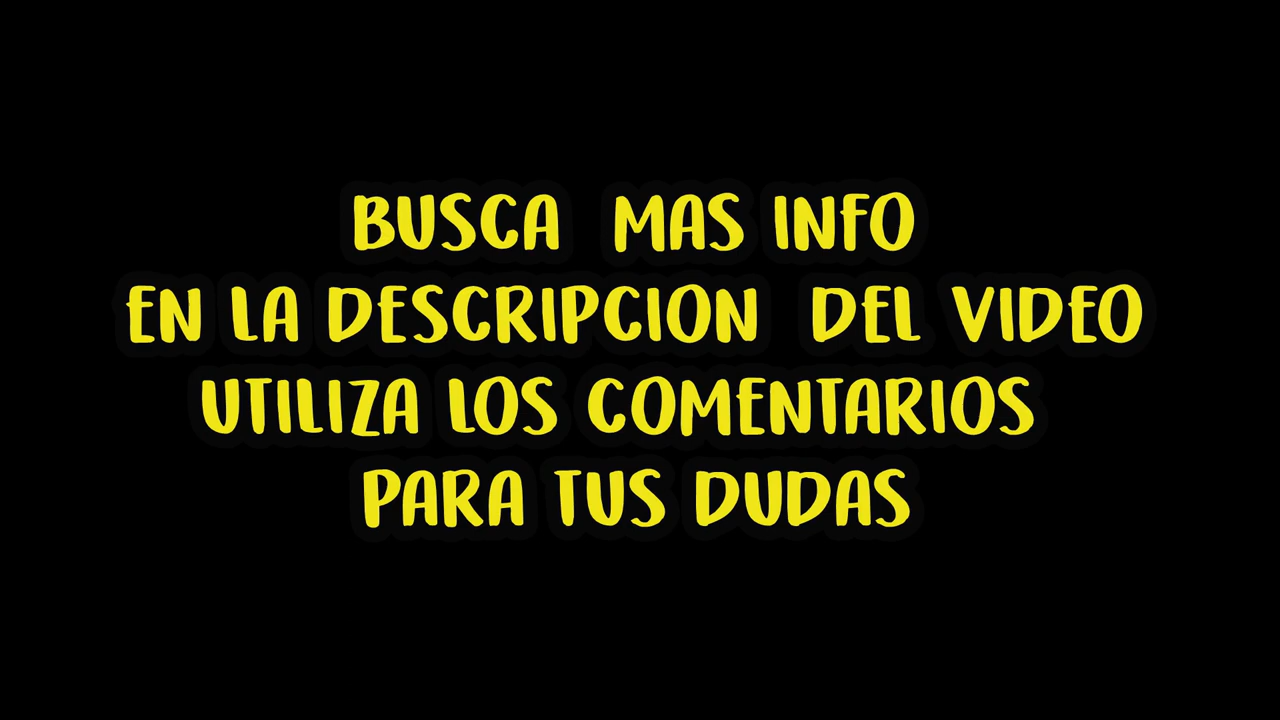 BUSCA MAS INFO
EN LA DESCRIPCION DEL VIDEO
UTILIZA LOS COMENTARIOS
PARA TUS DUDAS